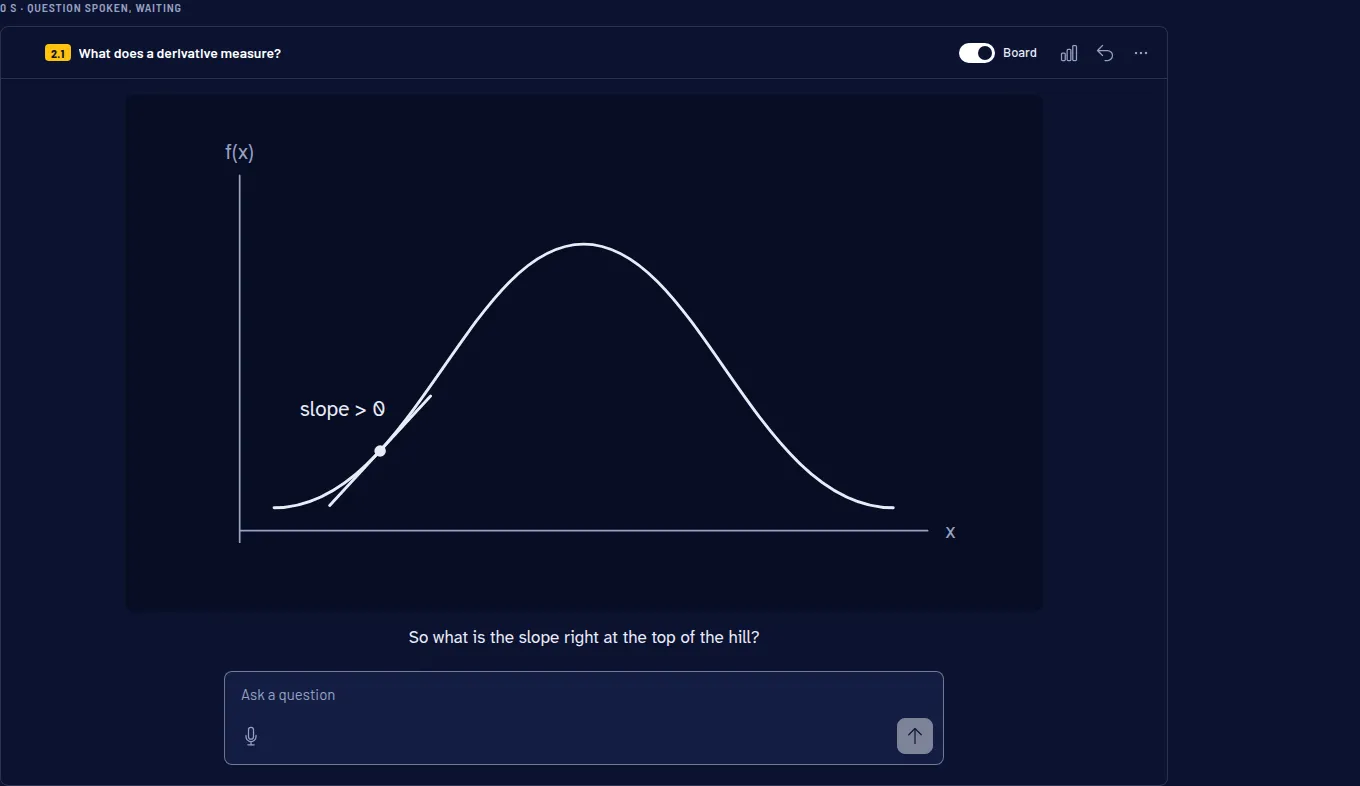 0 S · QUESTION SPOKEN, WAITING
2.1 What does a derivative measure?
Board
f(x)
slope > 0
x
So what is the slope right at the top of the hill?
Ask a question